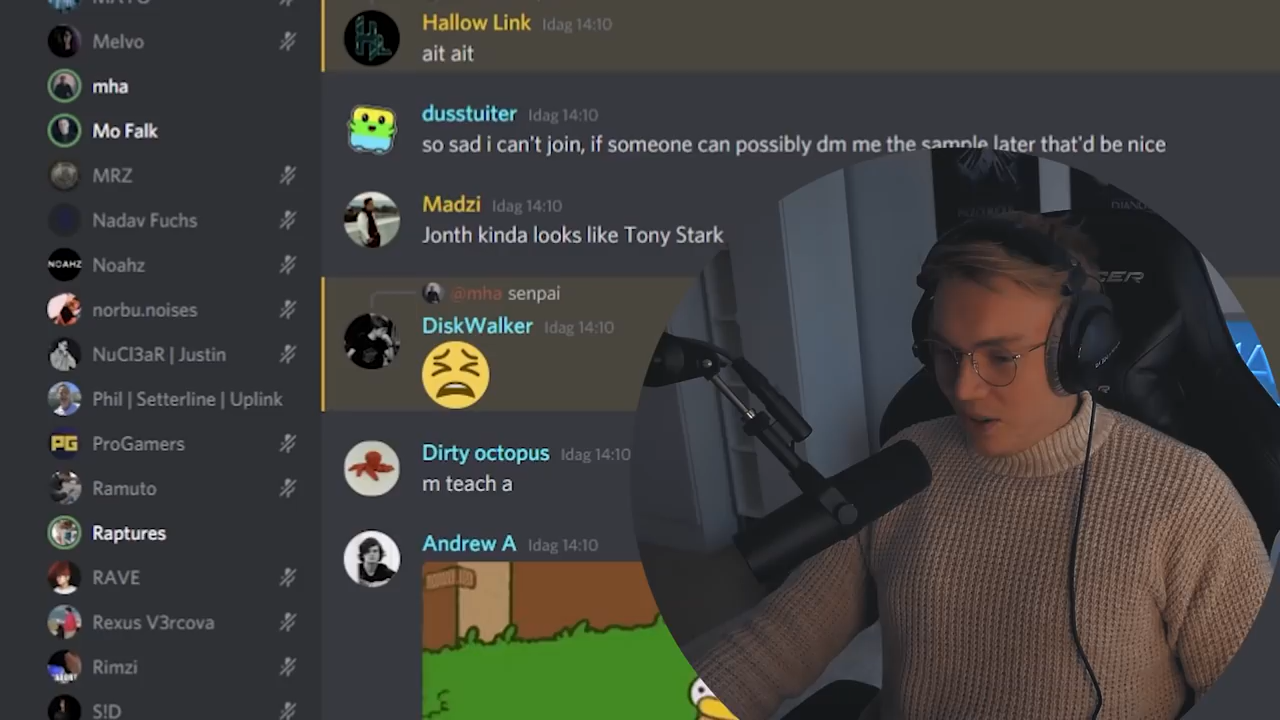 Melvo
mha
Mo Falk
MRZ
Nadav Fuchs
NOAHZ
Noahz
norbu.noises
NuCl3aR | Justin
Phil | Setterline | Uplink
PG
ProGamers
Ramuto
Raptures
RAVE
Rexus V3rcova
Rimzi
S!D
Hallow Link Idag 14:10
ait ait
dusstuiter Idag 14:10
so sad i can't join, if someone can possibly dm me the sample later that'd be nice
Madzi Idag 14:10
Jonth kinda looks like Tony Stark
@mha senpai
DiskWalker Idag 14:10
Dirty octopus Idag 14:10
m teach a
Andrew A Idag 14:10